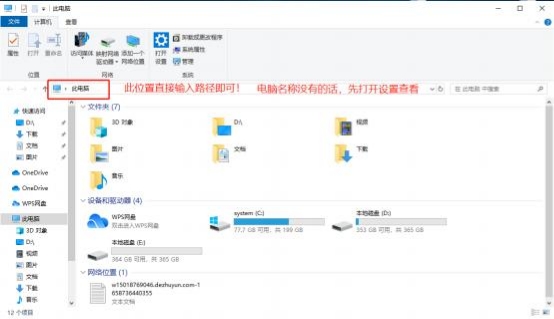 此电脑
文件 计算机 查看
属性 打开 重命名 访问媒体 映射网络驱动器 添加一个网络位置 打开设置 卸载或更改程序
系统属性
管理
位置 网络 系统
此电脑 此位置直接输入路径即可！ 电脑名称没有的话，先打开设置查看 在 此电脑 中搜索
快速访问
D:\
下载
文档
图片
OneDrive
OneDrive
WPS网盘
此电脑
3D 对象
D:\
视频
图片
文档
下载
音乐
文件夹 (7)
3D 对象 D:\ 视频
图片 文档 下载
音乐
设备和驱动器 (4)
WPS网盘
双击进入WPS网盘
system (C:)
77.7 GB 可用，共 199 GB
本地磁盘 (D:)
353 GB 可用，共 365 GB
本地磁盘 (E:)
364 GB 可用，共 365 GB
网络位置 (1)
w15018769046.dezhuyun.com-1
658736440355
文本文档
12 个项目